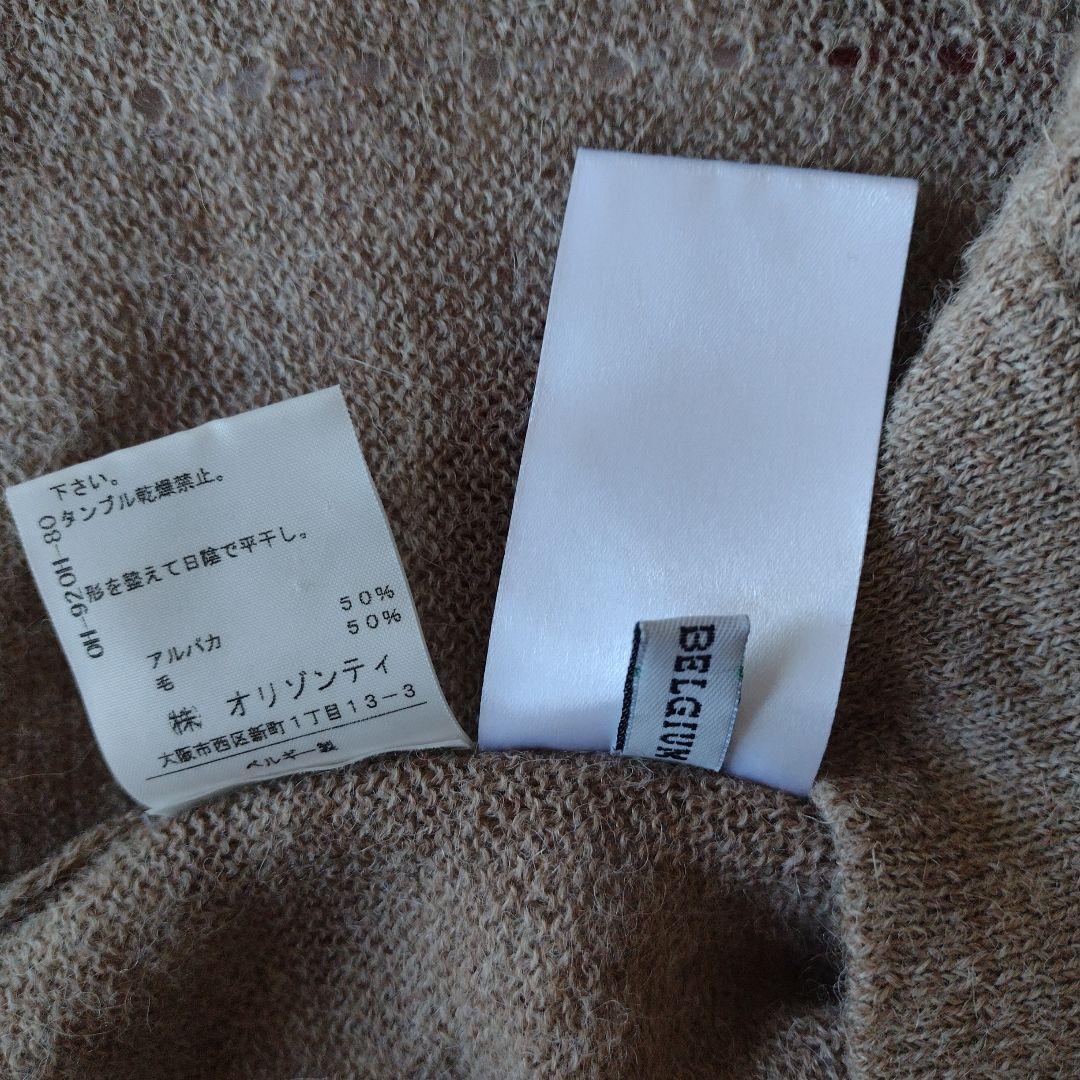 下さい。
タンブル乾燥禁止。
形を整えて日陰で平干し。
アルパカ 50%
毛 50%
株 オリゾンティ
大阪市西区新町1丁目13-3
ベルギー製
OH-920H-80
BELGIUM